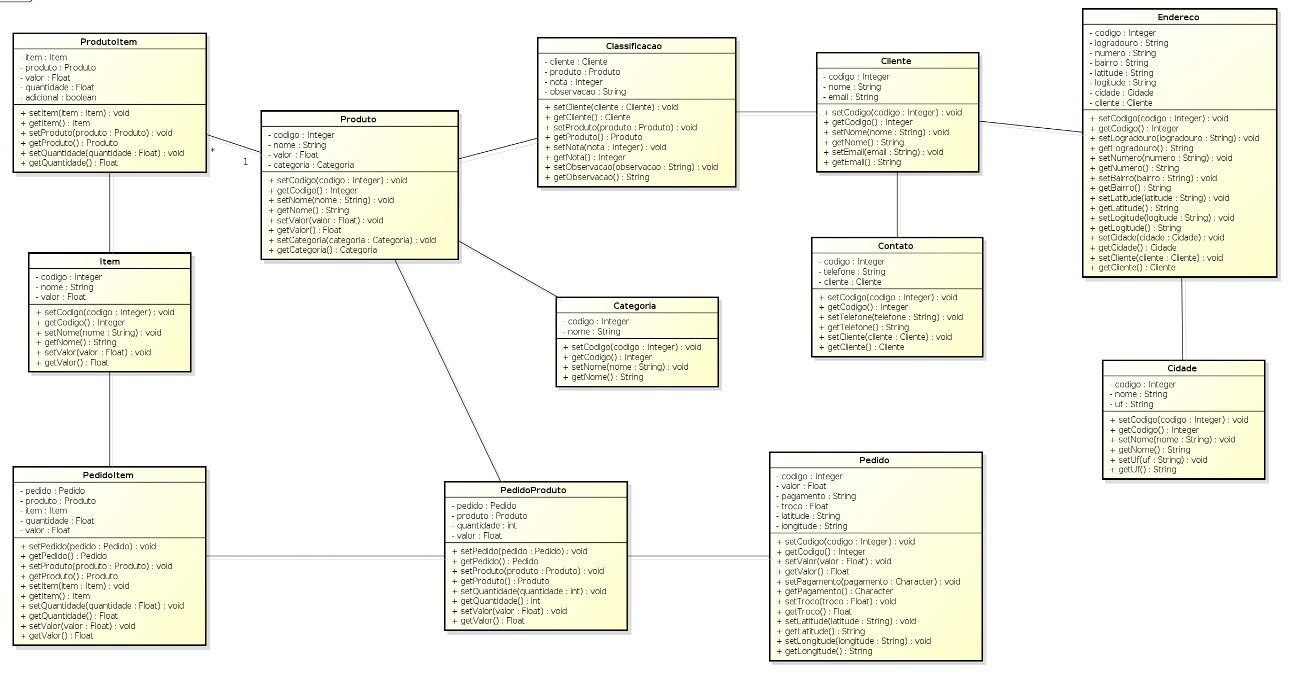 ProdutoItem
- item : Item
- produto : Produto
- valor : Float
- quantidade : Float
- adicional : boolean
+ setItem(item : Item) : void
+ getItem() : Item
+ setProduto(produto : Produto) : void
+ getProduto() : Produto
+ setQuantidade(quantidade : Float) : void
+ getQuantidade() : Float
*
1
Produto
- codigo : Integer
- nome : String
- valor : Float
- categoria : Categoria
+ setCodigo(codigo : Integer) : void
+ getCodigo() : Integer
+ setNome(nome : String) : void
+ getNome() : String
+ setValor(valor : Float) : void
+ getValor() : Float
+ setCategoria(categoria : Categoria) : void
+ getCategoria() : Categoria
Classificacao
- cliente : Cliente
- produto : Produto
- nota : Integer
- observacao : String
+ setCliente(cliente : Cliente) : void
+ getCliente() : Cliente
+ setProduto(produto : Produto) : void
+ getProduto() : Produto
+ setNota(nota : Integer) : void
+ getNota() : Integer
+ setObservacao(observacao : String) : void
+ getObservacao() : String
Cliente
- codigo : Integer
- nome : String
- email : String
+ setCodigo(codigo : Integer) : void
+ getCodigo() : Integer
+ setNome(nome : String) : void
+ getNome() : String
+ setEmail(email : String) : void
+ getEmail() : String
Endereco
- codigo : Integer
- logradouro : String
- numero : String
- bairro : String
- latitude : String
- logitude : String
- cidade : Cidade
- cliente : Cliente
+ setCodigo(codigo : Integer) : void
+ getCodigo() : Integer
+ setLogradouro(logradouro : String) : void
+ getLogradouro() : String
+ setNumero(numero : String) : void
+ getNumero() : String
+ setBairro(bairro : String) : void
+ getBairro() : String
+ setLatitude(latitude : String) : void
+ getLatitude() : String
+ setLogitude(logitude : String) : void
+ getLogitude() : String
+ setCidade(cidade : Cidade) : void
+ getCidade() : Cidade
+ setCliente(cliente : Cliente) : void
+ getCliente() : Cliente
Item
- codigo : Integer
- nome : String
- valor : Float
+ setCodigo(codigo : Integer) : void
+ getCodigo() : Integer
+ setNome(nome : String) : void
+ getNome() : String
+ setValor(valor : Float) : void
+ getValor() : Float
Categoria
- codigo : Integer
- nome : String
+ setCodigo(codigo : Integer) : void
+ getCodigo() : Integer
+ setNome(nome : String) : void
+ getNome() : String
Contato
- codigo : Integer
- telefone : String
- cliente : Cliente
+ setCodigo(codigo : Integer) : void
+ getCodigo() : Integer
+ setTelefone(telefone : String) : void
+ getTelefone() : String
+ setCliente(cliente : Cliente) : void
+ getCliente() : Cliente
Cidade
- codigo : Integer
- nome : String
- uf : String
+ setCodigo(codigo : Integer) : void
+ getCodigo() : Integer
+ setNome(nome : String) : void
+ getNome() : String
+ setUf(uf : String) : void
+ getUf() : String
PedidoItem
- pedido : Pedido
- produto : Produto
- item : Item
- quantidade : Float
- valor : Float
+ setPedido(pedido : Pedido) : void
+ getPedido() : Pedido
+ setProduto(produto : Produto) : void
+ getProduto() : Produto
+ setItem(item : Item) : void
+ getItem() : Item
+ setQuantidade(quantidade : Float) : void
+ getQuantidade() : Float
+ setValor(valor : Float) : void
+ getValor() : Float
PedidoProduto
- pedido : Pedido
- produto : Produto
- quantidade : int
- valor : Float
+ setPedido(pedido : Pedido) : void
+ getPedido() : Pedido
+ setProduto(produto : Produto) : void
+ getProduto() : Produto
+ setQuantidade(quantidade : int) : void
+ getQuantidade() : int
+ setValor(valor : Float) : void
+ getValor() : Float
Pedido
- codigo : Integer
- valor : Float
- pagamento : String
- troco : Float
- latitude : String
- longitude : String
+ setCodigo(codigo : Integer) : void
+ getCodigo() : Integer
+ setValor(valor : Float) : void
+ getValor() : Float
+ setPagamento(pagamento : Character) : void
+ getPagamento() : Character
+ setTroco(troco : Float) : void
+ getTroco() : Float
+ setLatitude(latitude : String) : void
+ getLatitude() : String
+ setLongitude(longitude : String) : void
+ getLongitude() : String